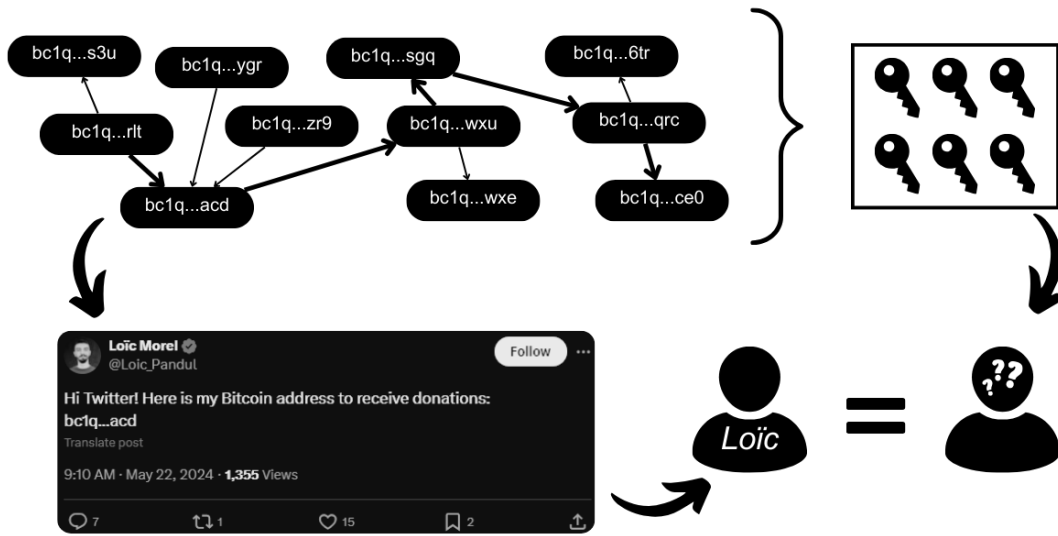 bc1q...s3u
bc1q...ygr
bc1q...sgq
bc1q...6tr
bc1q...rlt
bc1q...zr9
bc1q...wxu
bc1q...qrc
bc1q...acd
bc1q...wxe
bc1q...ce0
Loïc Morel
@Loic_Pandul
Follow
Hi Twitter! Here is my Bitcoin address to receive donations:
bc1q...acd
Translate post
9:10 AM · May 22, 2024 · 1,355 Views
7 1 15 2
Loïc
???